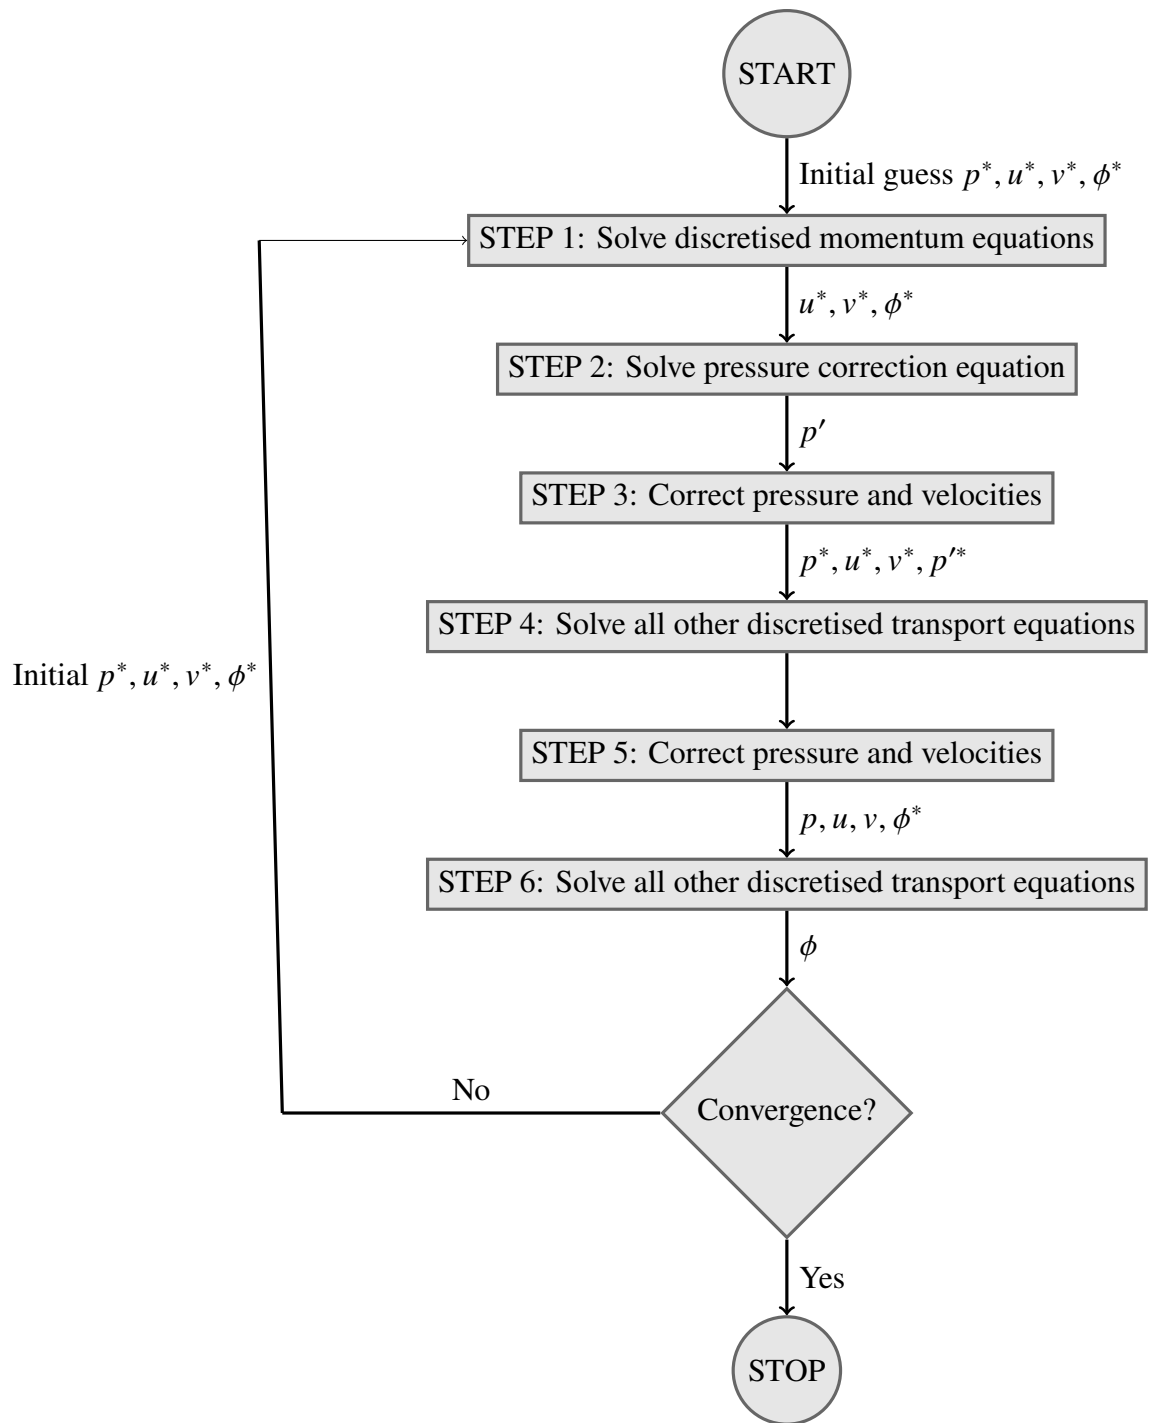 START
Initial guess p*, u*, v*, ϕ*
STEP 1: Solve discretised momentum equations
u*, v*, ϕ*
STEP 2: Solve pressure correction equation
p′
STEP 3: Correct pressure and velocities
p*, u*, v*, p′*
STEP 4: Solve all other discretised transport equations
Initial p*, u*, v*, ϕ*
STEP 5: Correct pressure and velocities
p, u, v, ϕ*
STEP 6: Solve all other discretised transport equations
ϕ
No
Convergence?
Yes
STOP